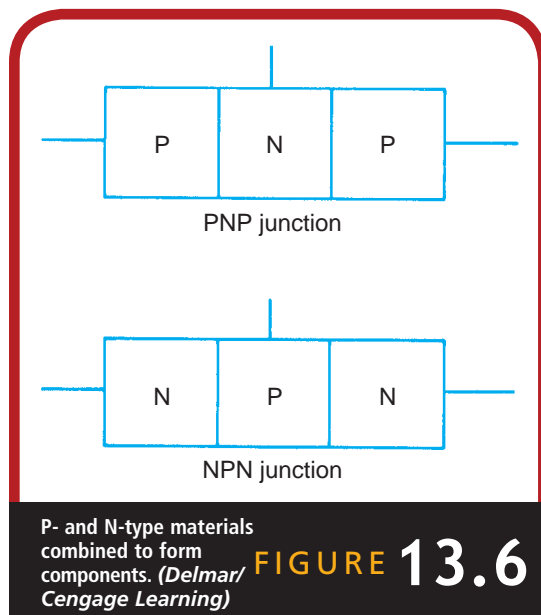 P N P
PNP junction
N P N
NPN junction
P- and N-type materials
combined to form
components. (Delmar/
Cengage Learning)
FIGURE 13.6